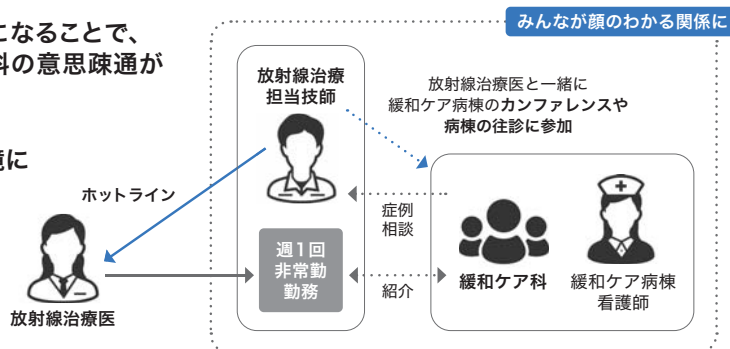 になることで、
科の意思疎通が
境に
みんなが顔のわかる関係に
放射線治療
担当技師
放射線治療医と一緒に
緩和ケア病棟のカンファレンスや
病棟の往診に参加
ホットライン
症例
相談
週1回
非常勤
勤務
紹介
緩和ケア科
緩和ケア病棟
看護師
放射線治療医